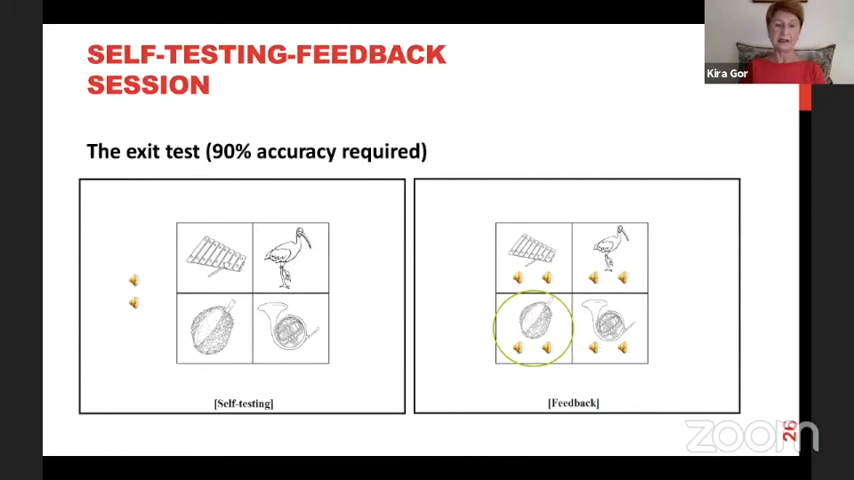 SELF-TESTING-FEEDBACK
SESSION
Kira Gor
The exit test (90% accuracy required)
[Self-testing]
[Feedback]
26
zoom